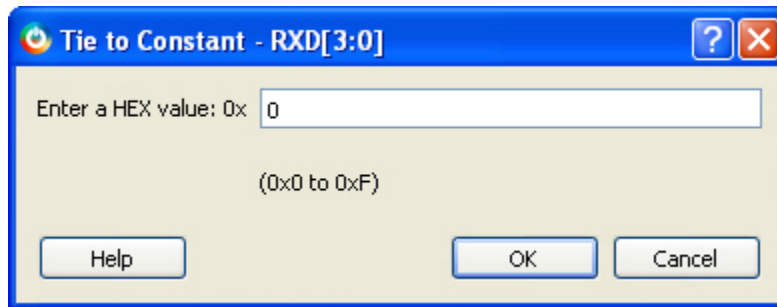 Tie to Constant - RXD[3:0]
?
Enter a HEX value: 0x 0
(0x0 to 0xF)
Help OK Cancel